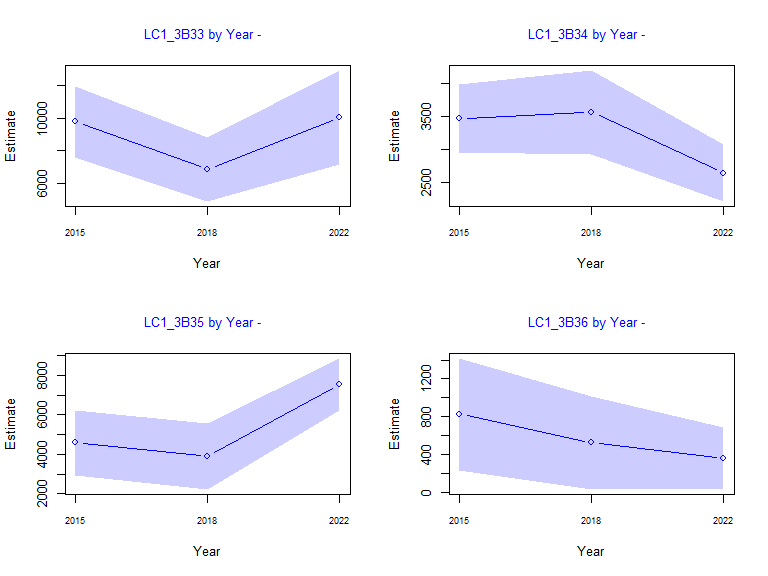 LC1_3B33 by Year -
Estimate
10000
6000
2015 2018 2022
Year
LC1_3B34 by Year -
Estimate
3500
2500
2015 2018 2022
Year
LC1_3B35 by Year -
Estimate
8000
6000
4000
2000
2015 2018 2022
Year
LC1_3B36 by Year -
Estimate
1200
800
400
0
2015 2018 2022
Year